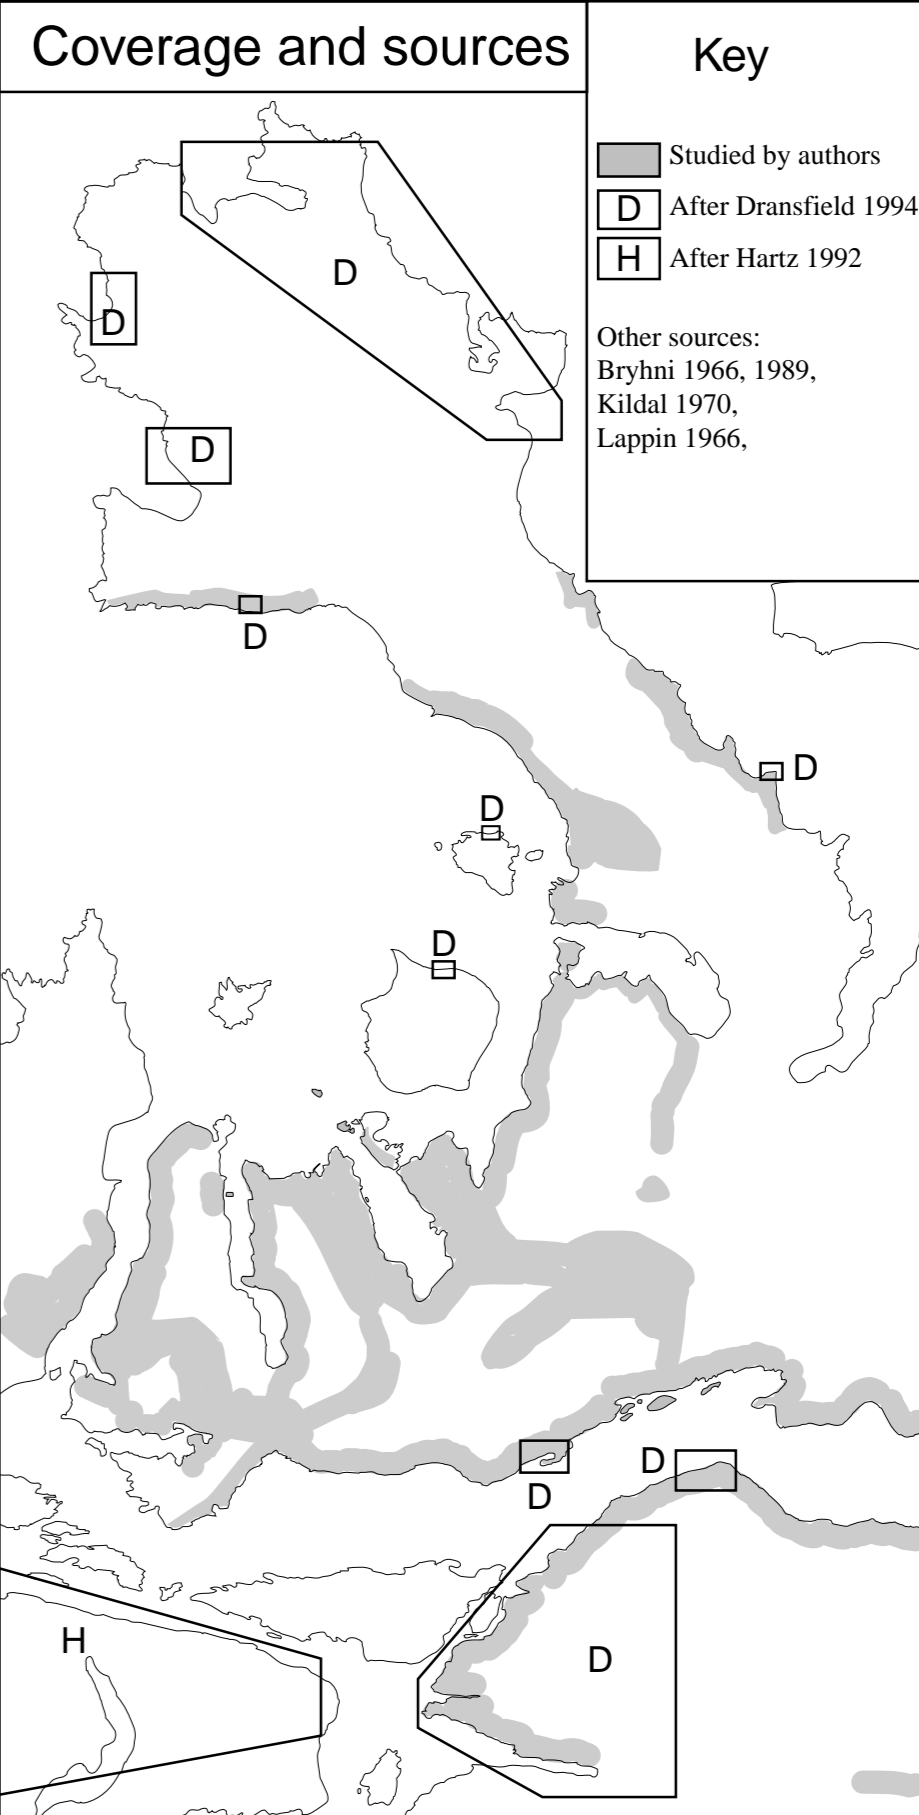 Coverage and sources
Key
Studied by authors
D After Dransfield 1994
H After Hartz 1992
Other sources:
Bryhni 1966, 1989,
Kildal 1970,
Lappin 1966,
D
D
D
D
D
D
D
D
D
H
D